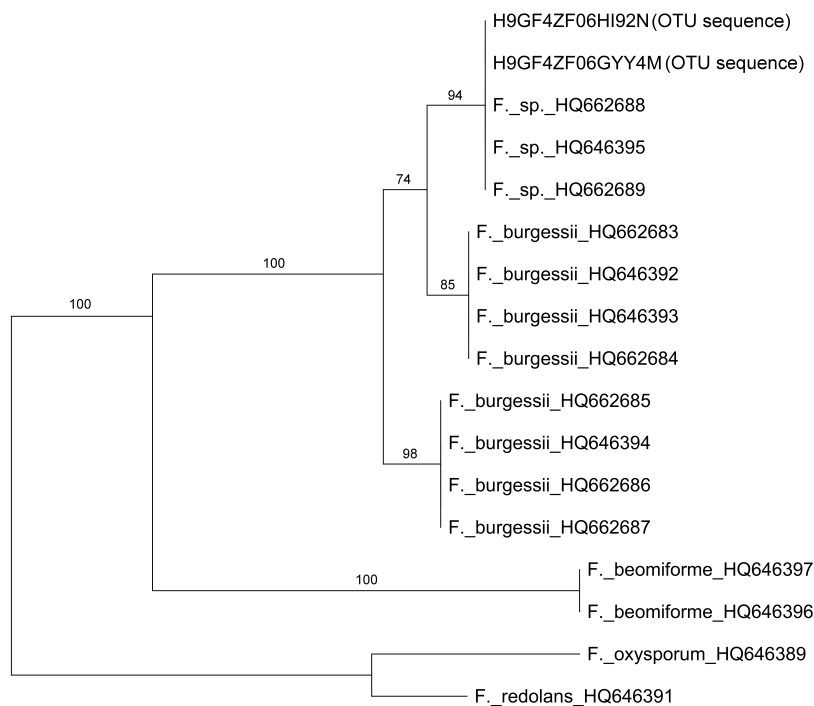 H9GF4ZF06HI92N (OTU sequence)
H9GF4ZF06GYY4M (OTU sequence)
94
F._sp._HQ662688
F._sp._HQ646395
74
F._sp._HQ662689
F._burgessii_HQ662683
100
F._burgessii_HQ646392
85
100
F._burgessii_HQ646393
F._burgessii_HQ662684
F._burgessii_HQ662685
F._burgessii_HQ646394
98
F._burgessii_HQ662686
F._burgessii_HQ662687
F._beomiforme_HQ646397
100
F._beomiforme_HQ646396
F._oxysporum_HQ646389
F._redolans_HQ646391